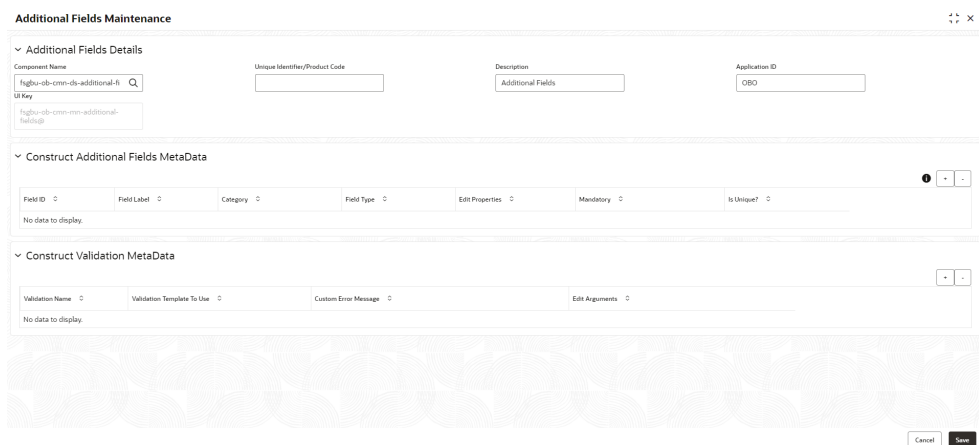 Additional Fields Maintenance
Additional Fields Details
Component Name
Unique Identifier/Product Code
Description
Application ID
fsgbu-ob-cmn-ds-additional-fi
Additional Fields
OBO
UI Key
fsgbu-ob-cmn-mn-additional-
fields@
Construct Additional Fields MetaData
Field ID
Field Label
Category
Field Type
Edit Properties
Mandatory
Is Unique?
No data to display.
Construct Validation MetaData
Validation Name
Validation Template To Use
Custom Error Message
Edit Arguments
No data to display.
Cancel
Save